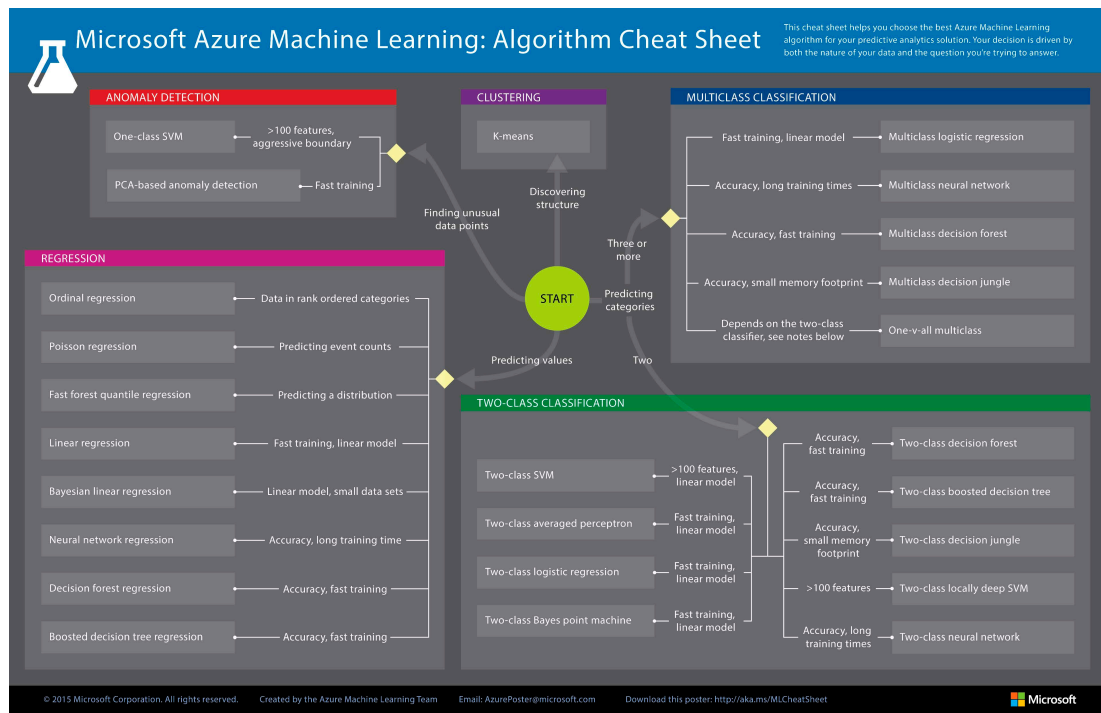 Microsoft Azure Machine Learning: Algorithm Cheat Sheet
This cheat sheet helps you choose the best Azure Machine Learning
algorithm for your predictive analytics solution. Your decision is driven by
both the nature of your data and the question you're trying to answer.
ANOMALY DETECTION
One-class SVM
>100 features,
aggressive boundary
PCA-based anomaly detection
Fast training
CLUSTERING
K-means
Discovering
structure
Finding unusual
data points
START
Predicting
categories
Three or
more
Two
Predicting values
MULTICLASS CLASSIFICATION
Fast training, linear model
Multiclass logistic regression
Accuracy, long training times
Multiclass neural network
Accuracy, fast training
Multiclass decision forest
Accuracy, small memory footprint
Multiclass decision jungle
Depends on the two-class
classifier, see notes below
One-v-all multiclass
REGRESSION
Ordinal regression
Data in rank ordered categories
Poisson regression
Predicting event counts
Fast forest quantile regression
Predicting a distribution
Linear regression
Fast training, linear model
Bayesian linear regression
Linear model, small data sets
Neural network regression
Accuracy, long training time
Decision forest regression
Accuracy, fast training
Boosted decision tree regression
Accuracy, fast training
TWO-CLASS CLASSIFICATION
Two-class SVM
>100 features,
linear model
Two-class averaged perceptron
Fast training,
linear model
Two-class logistic regression
Fast training,
linear model
Two-class Bayes point machine
Fast training,
linear model
Accuracy,
fast training
Two-class decision forest
Accuracy,
fast training
Two-class boosted decision tree
Accuracy,
small memory
footprint
Two-class decision jungle
>100 features
Two-class locally deep SVM
Accuracy, long
training times
Two-class neural network
© 2015 Microsoft Corporation. All rights reserved.
Created by the Azure Machine Learning Team
Email: AzurePoster@microsoft.com
Download this poster: http://aka.ms/MLCheatSheet
Microsoft